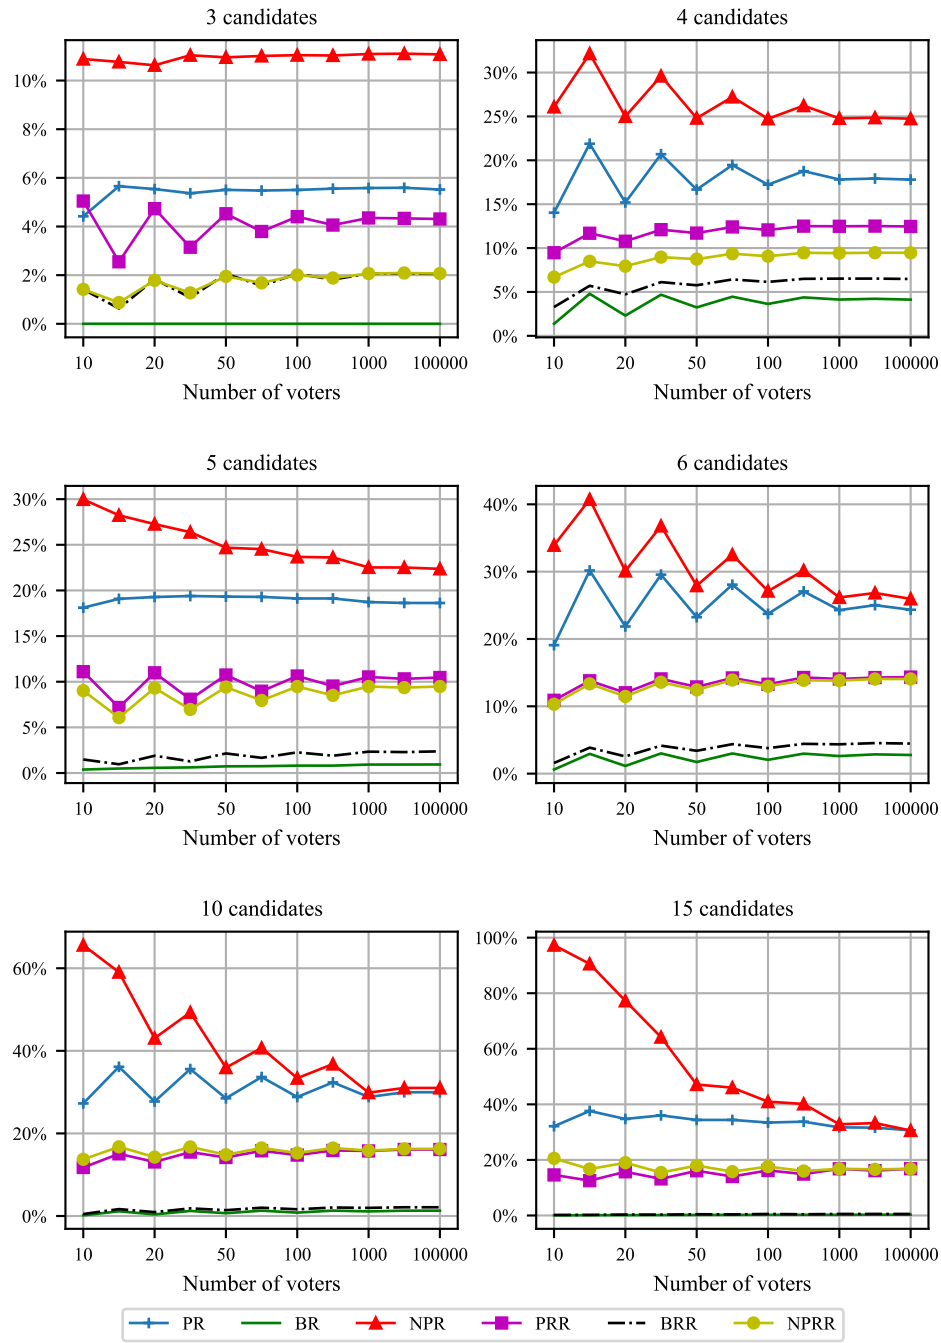 3 candidates
10%
8%
6%
4%
2%
0%
10 20 50 100 1000 100000
Number of voters
4 candidates
30%
25%
20%
15%
10%
5%
0%
10 20 50 100 1000 100000
Number of voters
5 candidates
30%
25%
20%
15%
10%
5%
0%
10 20 50 100 1000 100000
Number of voters
6 candidates
40%
30%
20%
10%
0%
10 20 50 100 1000 100000
Number of voters
10 candidates
60%
40%
20%
0%
10 20 50 100 1000 100000
Number of voters
15 candidates
100%
80%
60%
40%
20%
0%
10 20 50 100 1000 100000
Number of voters
PR BR NPR PRR BRR NPRR